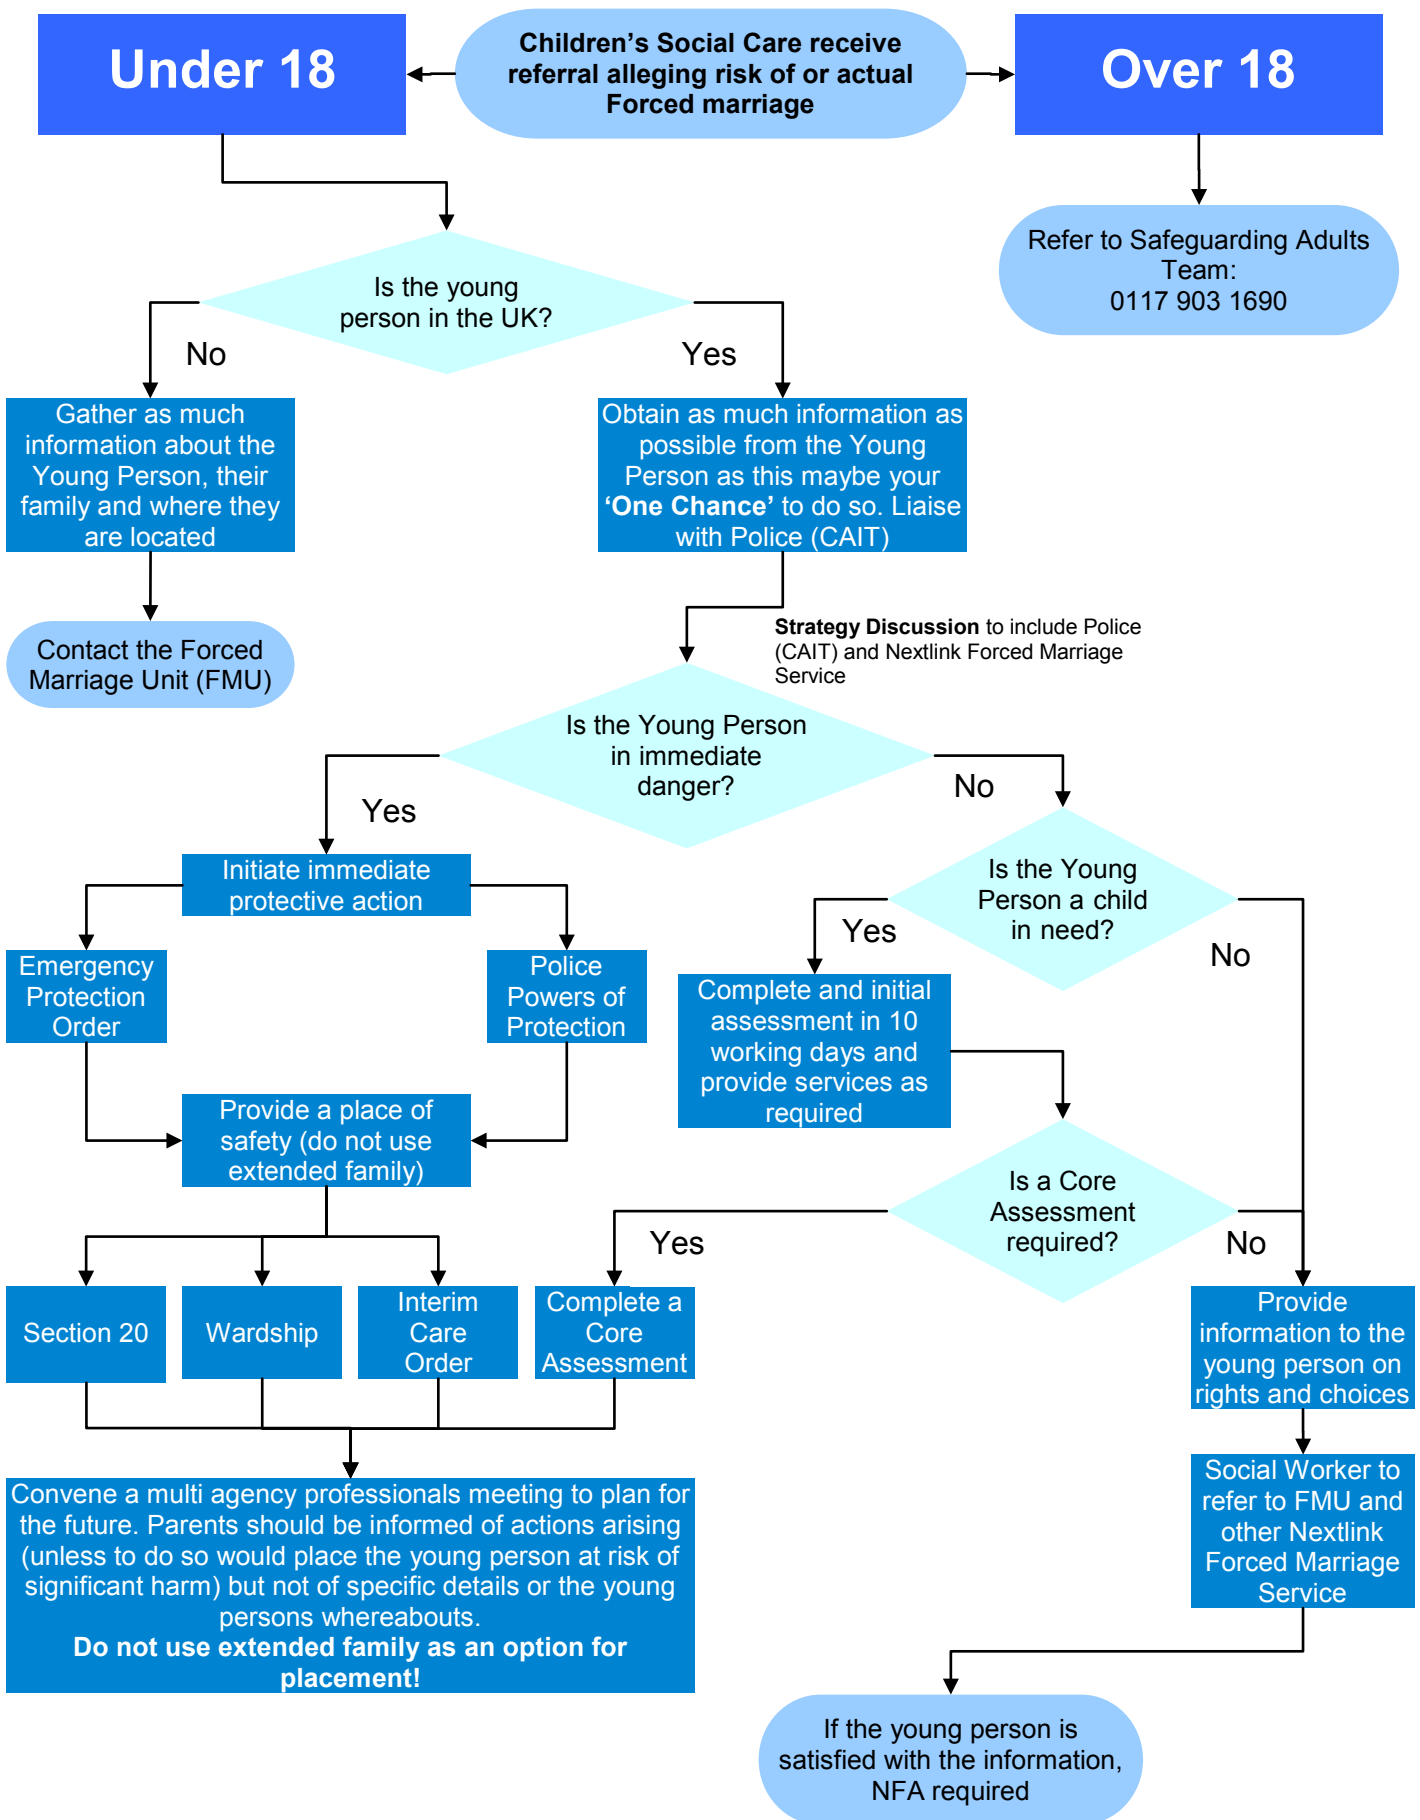 Under 18
Children’s Social Care receive
referral alleging risk of or actual
Forced marriage
Over 18
Refer to Safeguarding Adults
Team:
0117 903 1690
Is the young
person in the UK?
No
Yes
Gather as much
information about the
Young Person, their
family and where they
are located
Obtain as much information as
possible from the Young
Person as this maybe your
‘One Chance’ to do so. Liaise
with Police (CAIT)
Contact the Forced
Marriage Unit (FMU)
Strategy Discussion to include Police
(CAIT) and Nextlink Forced Marriage
Service
Is the Young Person
in immediate
danger?
Yes
No
Initiate immediate
protective action
Is the Young
Person a child
in need?
Yes
No
Emergency
Protection
Order
Police
Powers of
Protection
Complete and initial
assessment in 10
working days and
provide services as
required
Provide a place of
safety (do not use
extended family)
Is a Core
Assessment
required?
Yes
No
Section 20
Wardship
Interim
Care
Order
Complete a
Core
Assessment
Provide
information to the
young person on
rights and choices
Social Worker to
refer to FMU and
other Nextlink
Forced Marriage
Service
Convene a multi agency professionals meeting to plan for
the future. Parents should be informed of actions arising
(unless to do so would place the young person at risk of
significant harm) but not of specific details or the young
persons whereabouts.
Do not use extended family as an option for
placement!
If the young person is
satisfied with the information,
NFA required